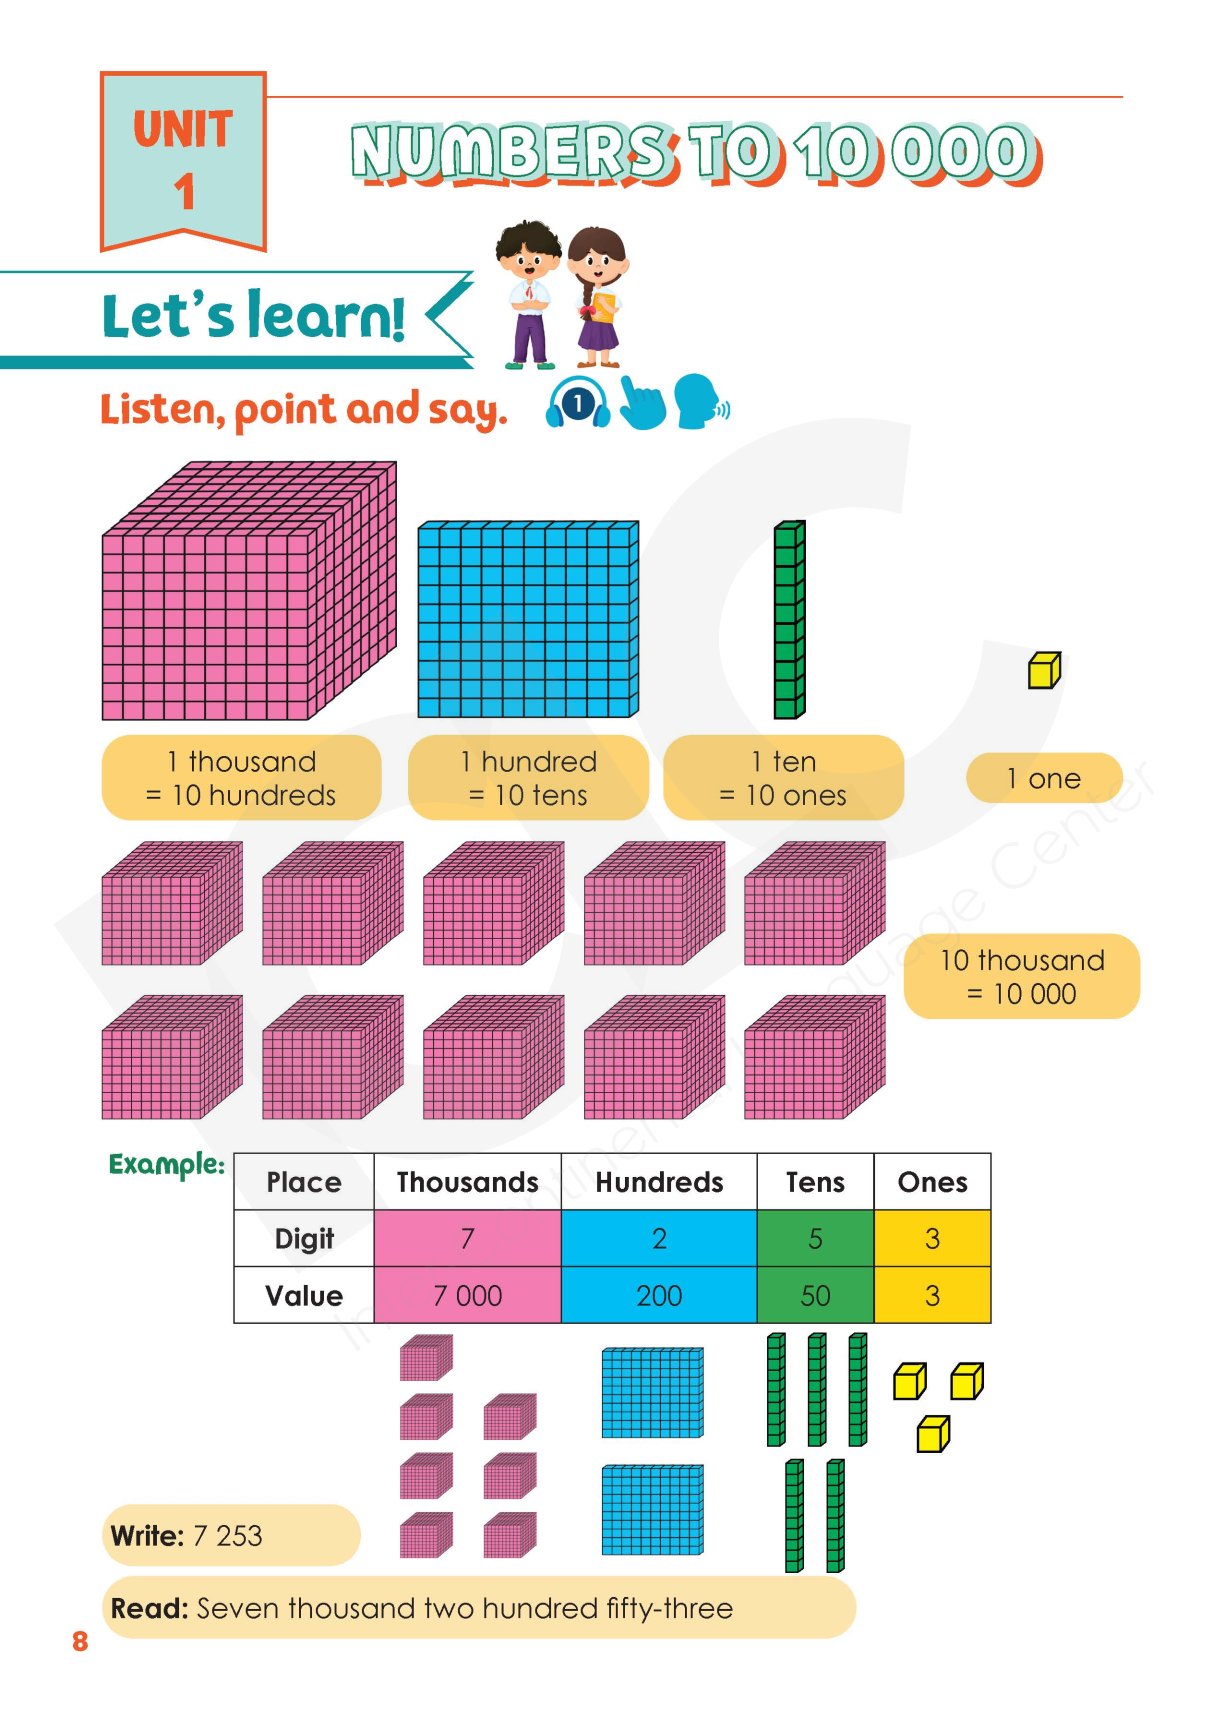 UNIT
1
NUMBERS TO 10 000
Let's learn!
Listen, point and say.
1
1 thousand
= 10 hundreds
1 hundred
= 10 tens
1 ten
= 10 ones
1 one
10 thousand
= 10 000
Example:
Place Thousands Hundreds Tens Ones
Digit 7 2 5 3
Value 7 000 200 50 3
Write: 7 253
Read: Seven thousand two hundred fifty-three
8